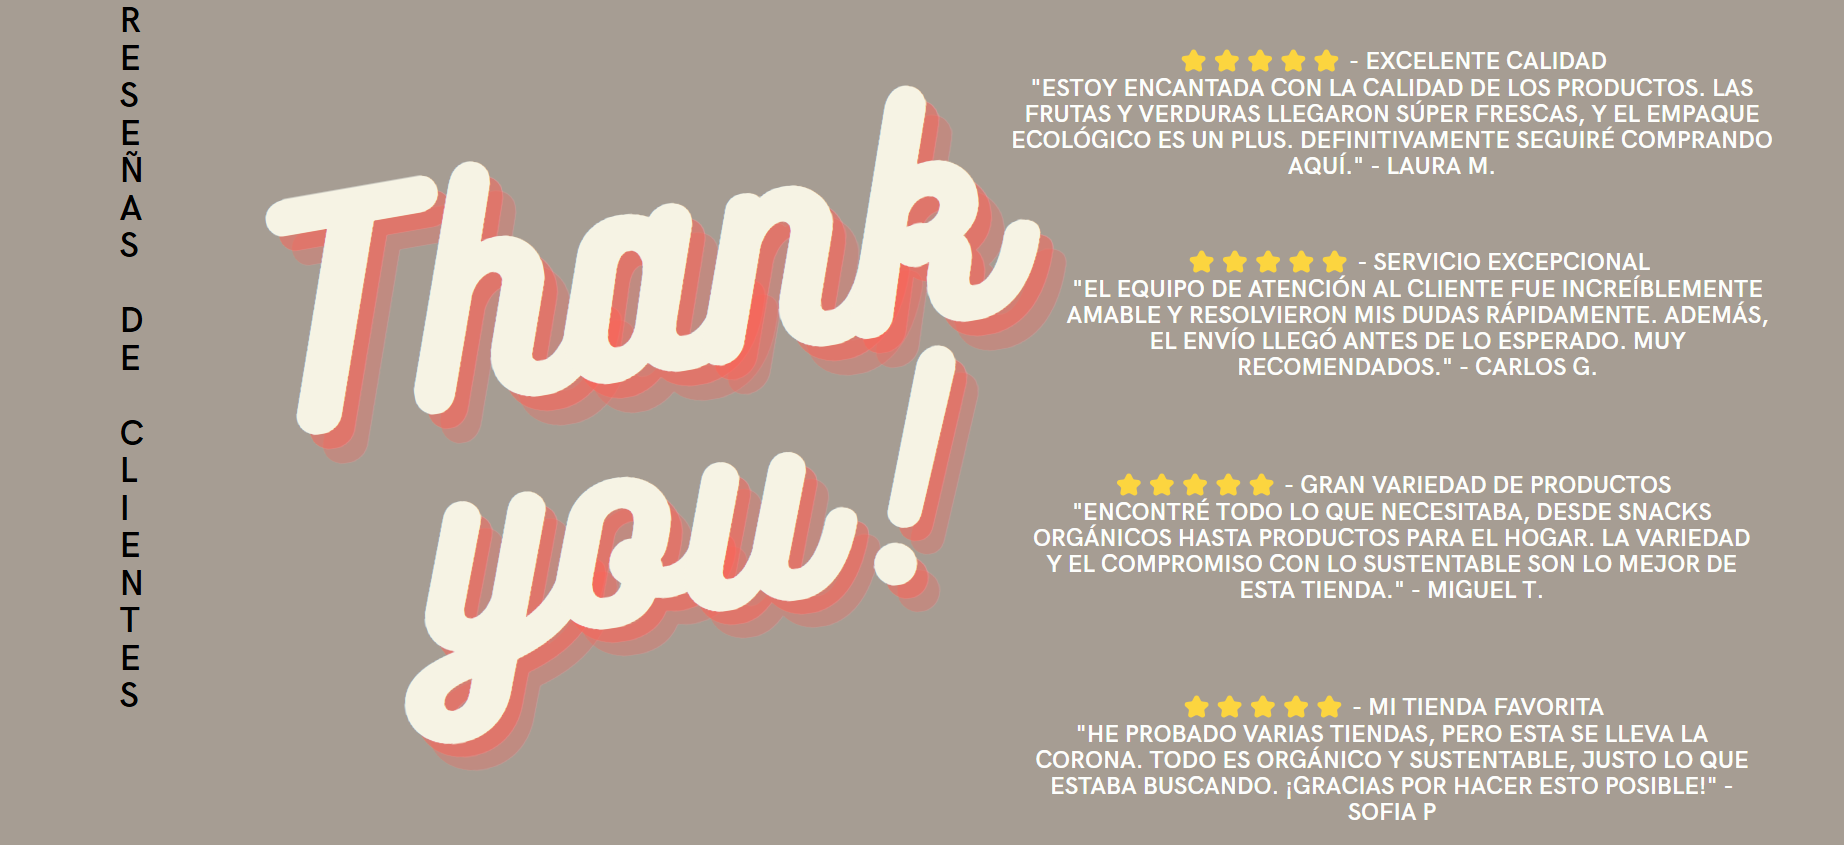 RESEÑAS DE CLIENTES
Thank
you!
- EXCELENTE CALIDAD
"ESTOY ENCANTADA CON LA CALIDAD DE LOS PRODUCTOS. LAS
FRUTAS Y VERDURAS LLEGARON SÚPER FRESCAS, Y EL EMPAQUE
ECOLÓGICO ES UN PLUS. DEFINITIVAMENTE SEGUIRÉ COMPRANDO
AQUÍ." - LAURA M.
- SERVICIO EXCEPCIONAL
"EL EQUIPO DE ATENCIÓN AL CLIENTE FUE INCREÍBLEMENTE
AMABLE Y RESOLVIERON MIS DUDAS RÁPIDAMENTE. ADEMÁS,
EL ENVÍO LLEGÓ ANTES DE LO ESPERADO. MUY
RECOMENDADOS." - CARLOS G.
- GRAN VARIEDAD DE PRODUCTOS
"ENCONTRÉ TODO LO QUE NECESITABA, DESDE SNACKS
ORGÁNICOS HASTA PRODUCTOS PARA EL HOGAR. LA VARIEDAD
Y EL COMPROMISO CON LO SUSTENTABLE SON LO MEJOR DE
ESTA TIENDA." - MIGUEL T.
- MI TIENDA FAVORITA
"HE PROBADO VARIAS TIENDAS, PERO ESTA SE LLEVA LA
CORONA. TODO ES ORGÁNICO Y SUSTENTABLE, JUSTO LO QUE
ESTABA BUSCANDO. ¡GRACIAS POR HACER ESTO POSIBLE!" -
SOFIA P